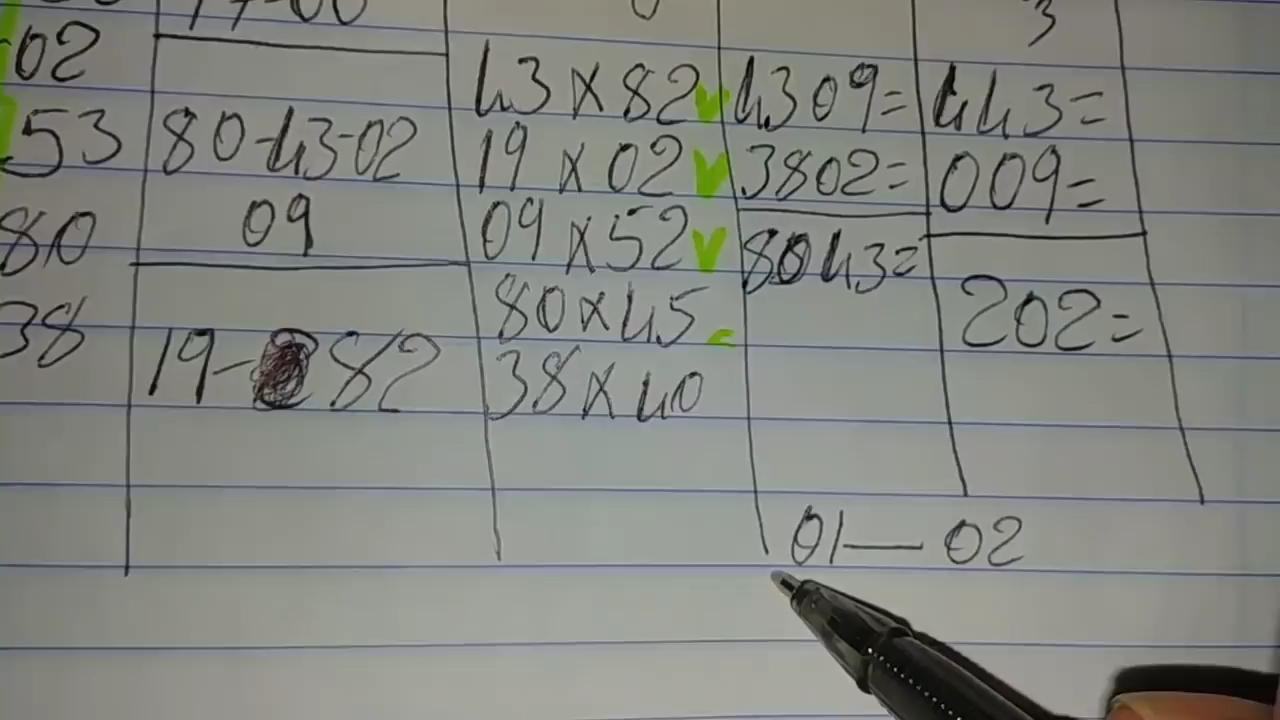 02 43 x 82 v 4309= 443=
53 80-43-02 19 x 02 v 3802= 009=
80 09 09 x 52 v 8043=
38 80 x 45 202=
19- 82 38 x 40
01 — 02